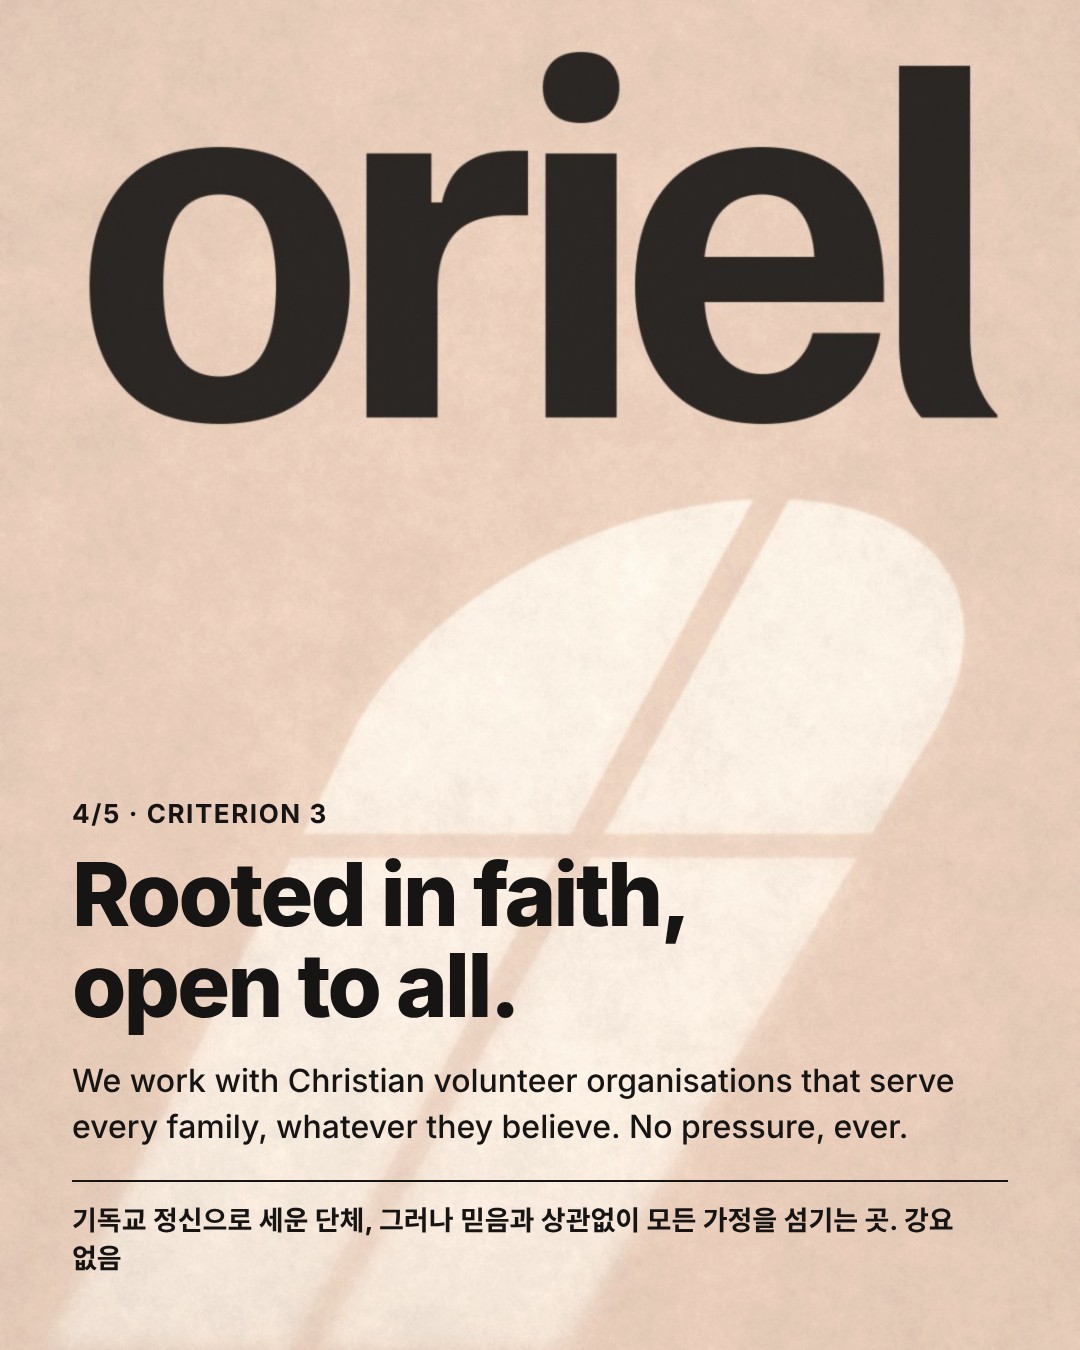 oriel
4/5 · CRITERION 3
Rooted in faith,
open to all.
We work with Christian volunteer organisations that serve
every family, whatever they believe. No pressure, ever.
기독교 정신으로 세운 단체, 그러나 믿음과 상관없이 모든 가정을 섬기는 곳. 강요
없음